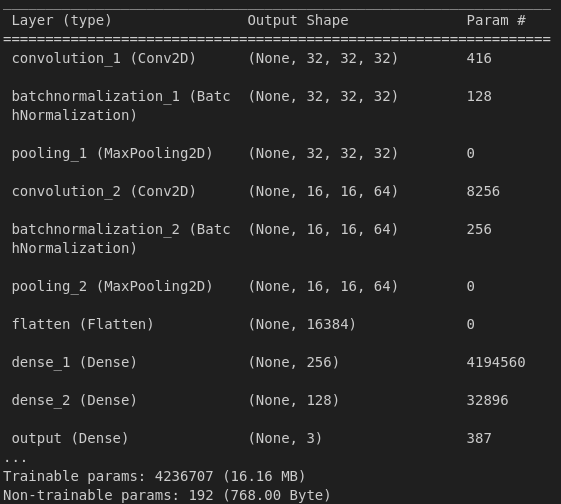 Layer (type) Output Shape Param #
convolution_1 (Conv2D) (None, 32, 32, 32) 416
batchnormalization_1 (Batc (None, 32, 32, 32) 128
hNormalization)
pooling_1 (MaxPooling2D) (None, 32, 32, 32) 0
convolution_2 (Conv2D) (None, 16, 16, 64) 8256
batchnormalization_2 (Batc (None, 16, 16, 64) 256
hNormalization)
pooling_2 (MaxPooling2D) (None, 16, 16, 64) 0
flatten (Flatten) (None, 16384) 0
dense_1 (Dense) (None, 256) 4194560
dense_2 (Dense) (None, 128) 32896
output (Dense) (None, 3) 387
...
Trainable params: 4236707 (16.16 MB)
Non-trainable params: 192 (768.00 Byte)